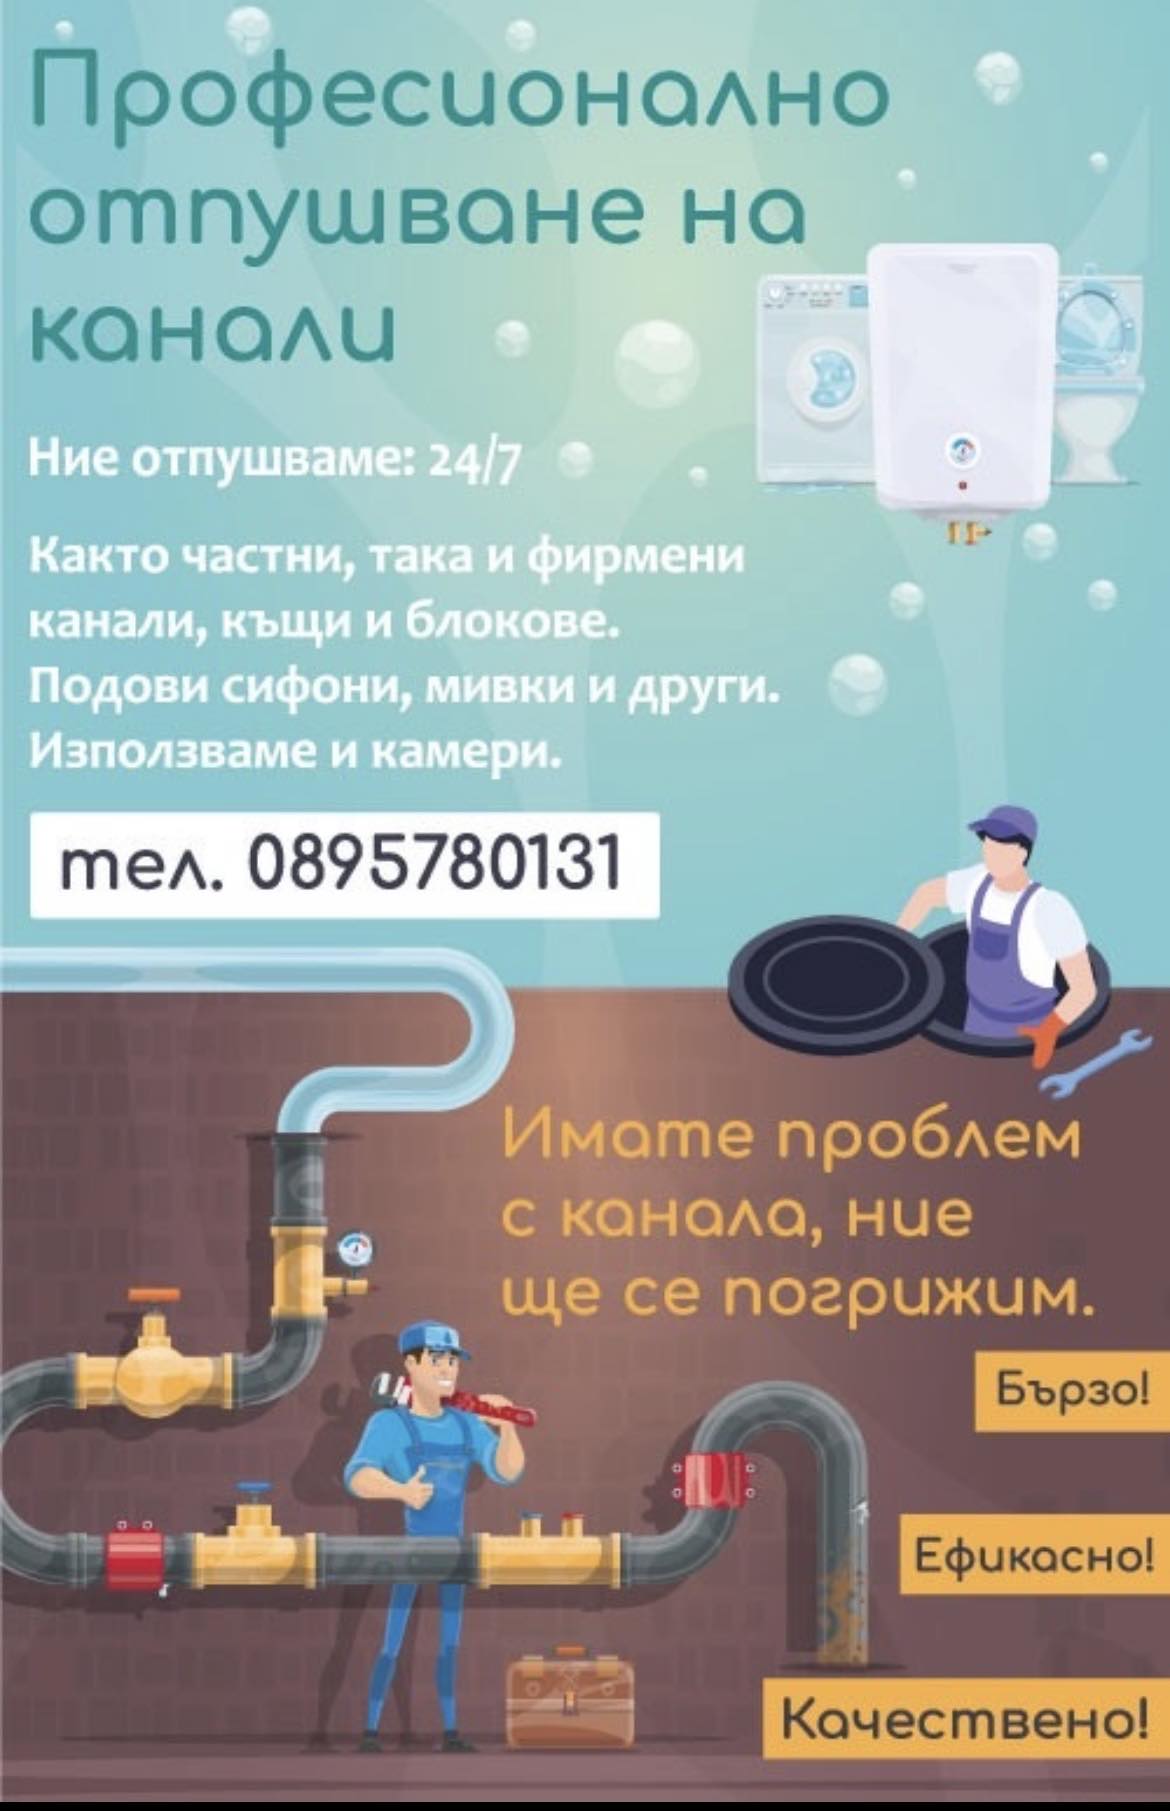 Професионално
отпушване на
канали
Ние отпушваме: 24/7
Както частни, така и фирмени
канали, къщи и блокове.
Подови сифони, мивки и други.
Използваме и камери.
тел. 0895780131
Имате проблем
с канала, ние
ще се погрижим.
Бързо!
Ефикасно!
Качествено!